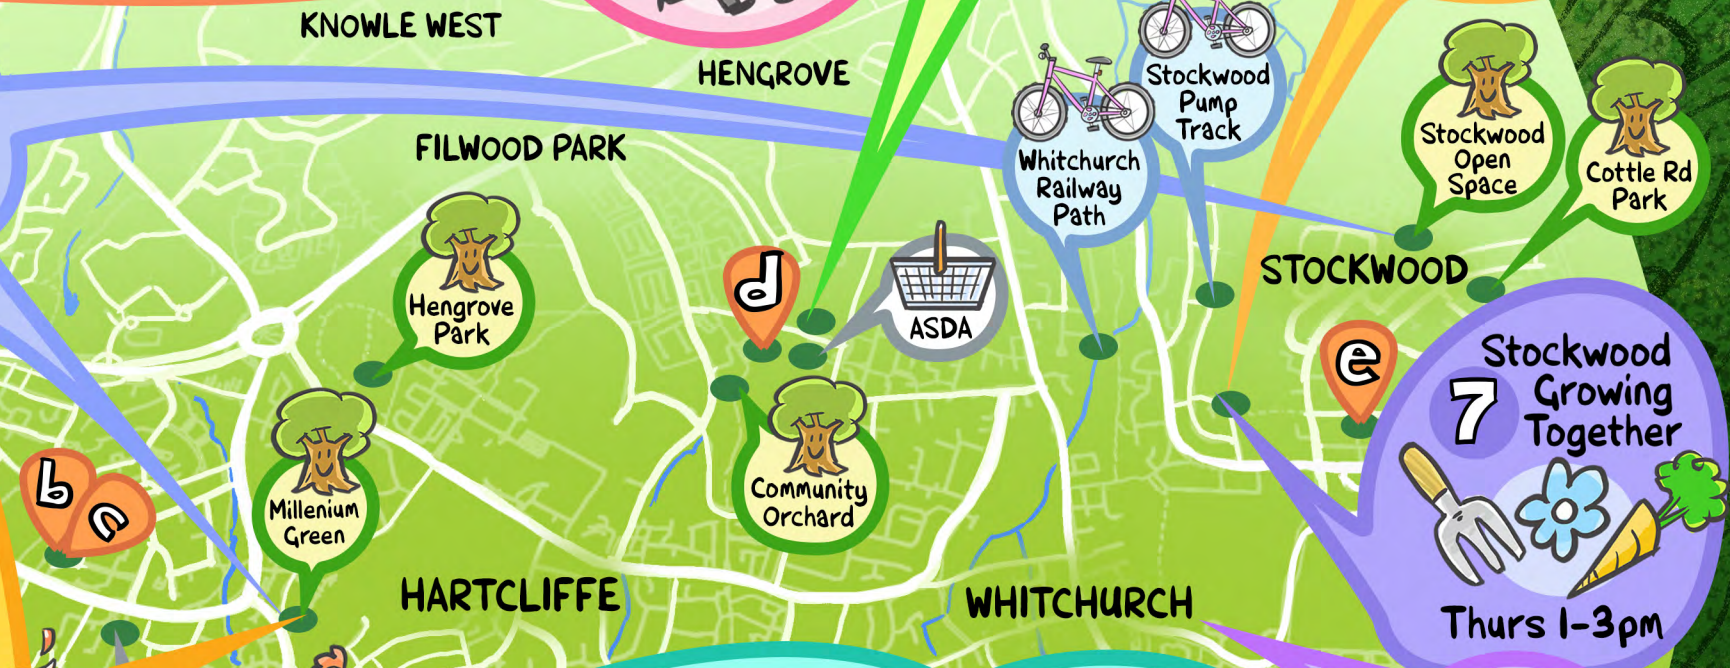 KNOWLE WEST
HENGROVE
FILWOOD PARK
Stockwood
Pump
Track
Whitchurch
Railway
Path
Stockwood
Open
Space
Cottle Rd
Park
STOCKWOOD
Hengrove
Park
d
ASDA
e
Stockwood
7 Growing
Together
Thurs 1-3pm
b
c
Millenium
Green
Community
Orchard
HARTCLIFFE
WHITCHURCH